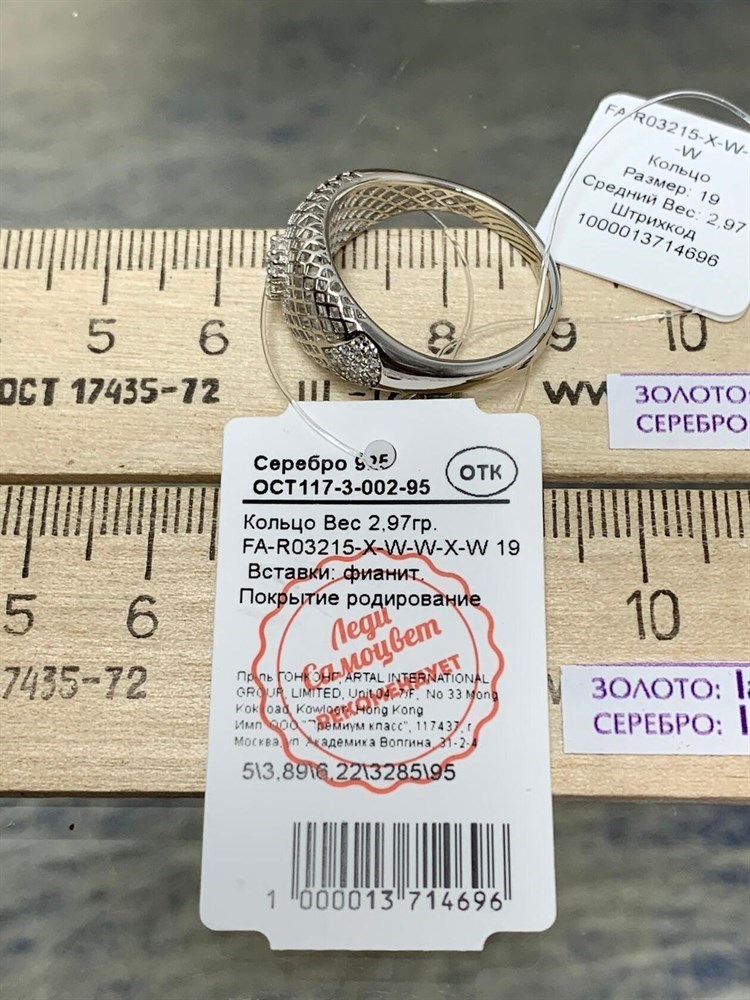 FA-R03215-X-W-
-W
Кольцо
Размер: 19
Средний Вес: 2,97
Штрихкод
1000013714696
5 6 8 9 10
ОСТ 17435-72
ЗОЛОТО:
СЕРЕБРО:
Серебро 925
ОСТ117-3-002-95
ОТК
Кольцо Вес 2,97гр.
FA-R03215-X-W-W-X-W 19
Вставки: фианит.
Покрытие родирование
Леди
Самоцвет
РЕКОМЕНДУЕТ
ГОНКОНГ, ARTAL INTERNATIONAL
GROUP, LIMITED, Unit 04, 7/F, No 33 Mong
Kok Road, Kowloon, Hong Kong
Имп. ООО "Премиум класс", 117437, г.
Москва, ул. Академика Волгина, 31-2-4
5\3,89\6,22\3285\95
1 000013 714696
5 6 10
7435-72
ЗОЛОТО:
СЕРЕБРО: